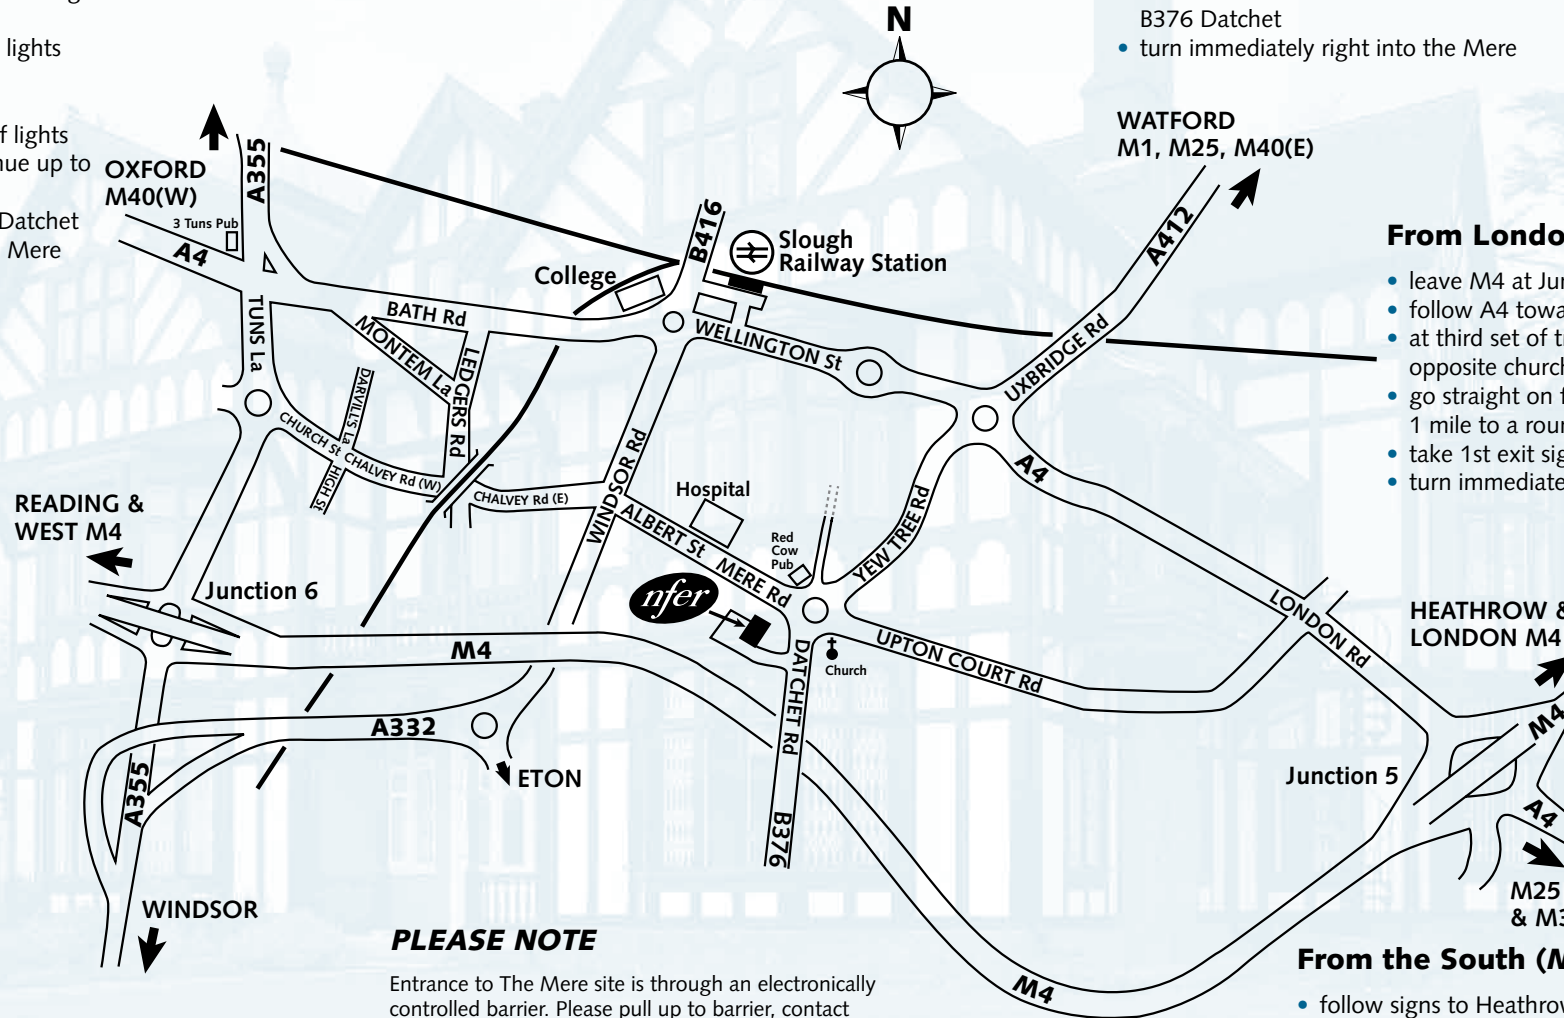 lights
f lights
nue up to
Datchet
Mere
B376 Datchet
• turn immediately right into the Mere
N
WATFORD
M1, M25, M40(E)
OXFORD
M40(W)
A355
3 Tuns Pub
A4
B416
Slough
Railway Station
College
A412
From Londo
• leave M4 at Jun
• follow A4 towa
• at third set of t
opposite church
• go straight on f
1 mile to a roun
• take 1st exit sig
• turn immediate
TUNS La
BATH Rd
MONTEM La
LEDGERS Rd
WELLINGTON St
UXBRIDGE Rd
DARVILL'S La
CHURCH St
CHALVEY Rd (W)
HIGH St
CHALVEY Rd (E)
WINDSOR Rd
A4
READING &
WEST M4
Hospital
ALBERT St
MERE Rd
Red
Cow
Pub
YEW TREE Rd
Junction 6
nfer
LONDON Rd
HEATHROW &
LONDON M4
M4
DATCHET Rd
Church
UPTON COURT Rd
A332
M4
ETON
Junction 5
A355
A4
B376
M25
& M3
WINDSOR
PLEASE NOTE
Entrance to The Mere site is through an electronically
controlled barrier. Please pull up to barrier, contact
M4
From the South (M
• follow signs to Heathrow